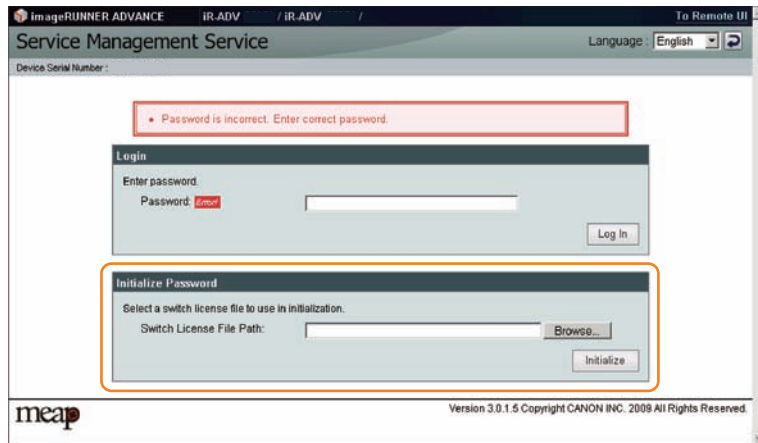 imageRUNNER ADVANCE iR-ADV / iR-ADV / To Remote UI
Service Management Service Language : English
Device Serial Number :
• Password is incorrect. Enter correct password.
Login
Enter password.
Password: Error!
Log In
Initialize Password
Select a switch license file to use in initialization.
Switch License File Path: Browse...
Initialize
meap Version 3.0.1.5 Copyright CANON INC. 2009 All Rights Reserved.